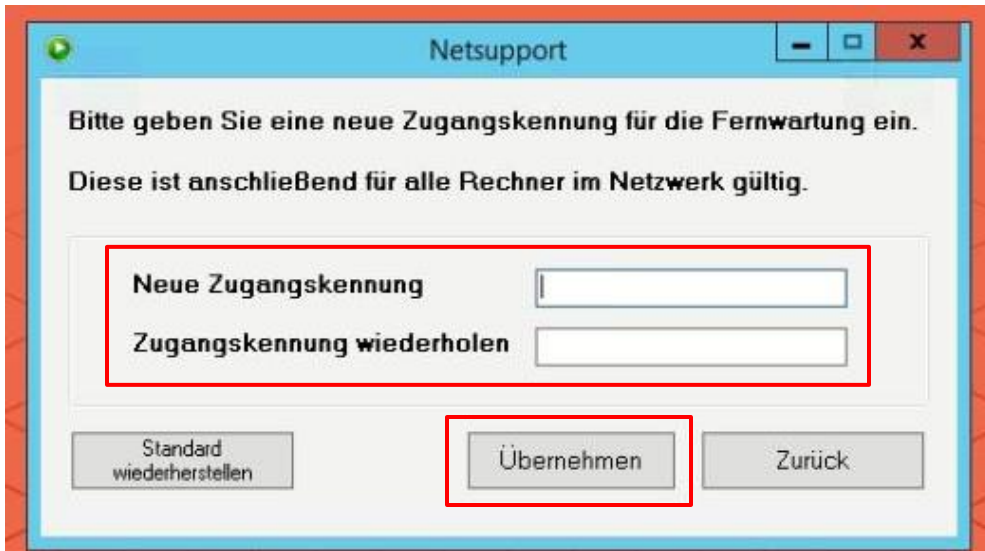 Netsupport
Bitte geben Sie eine neue Zugangskennung für die Fernwartung ein.
Diese ist anschließend für alle Rechner im Netzwerk gültig.
Neue Zugangskennung
Zugangskennung wiederholen
Standard
wiederherstellen
Übernehmen
Zurück